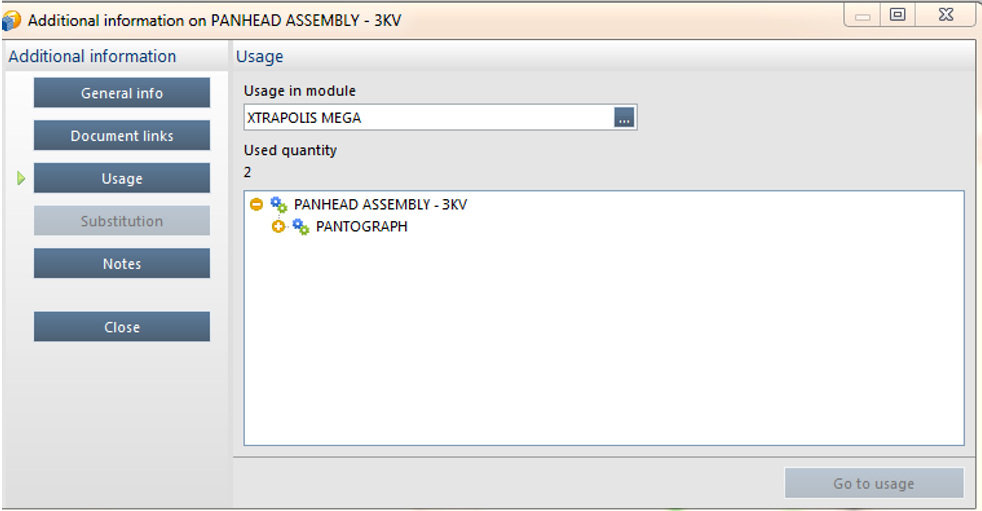 Additional information on PANHEAD ASSEMBLY - 3KV
Additional information
General info
Document links
Usage
Substitution
Notes
Close
Usage
Usage in module
XTRAPOLIS MEGA
...
Used quantity
2
PANHEAD ASSEMBLY - 3KV
PANTOGRAPH
Go to usage